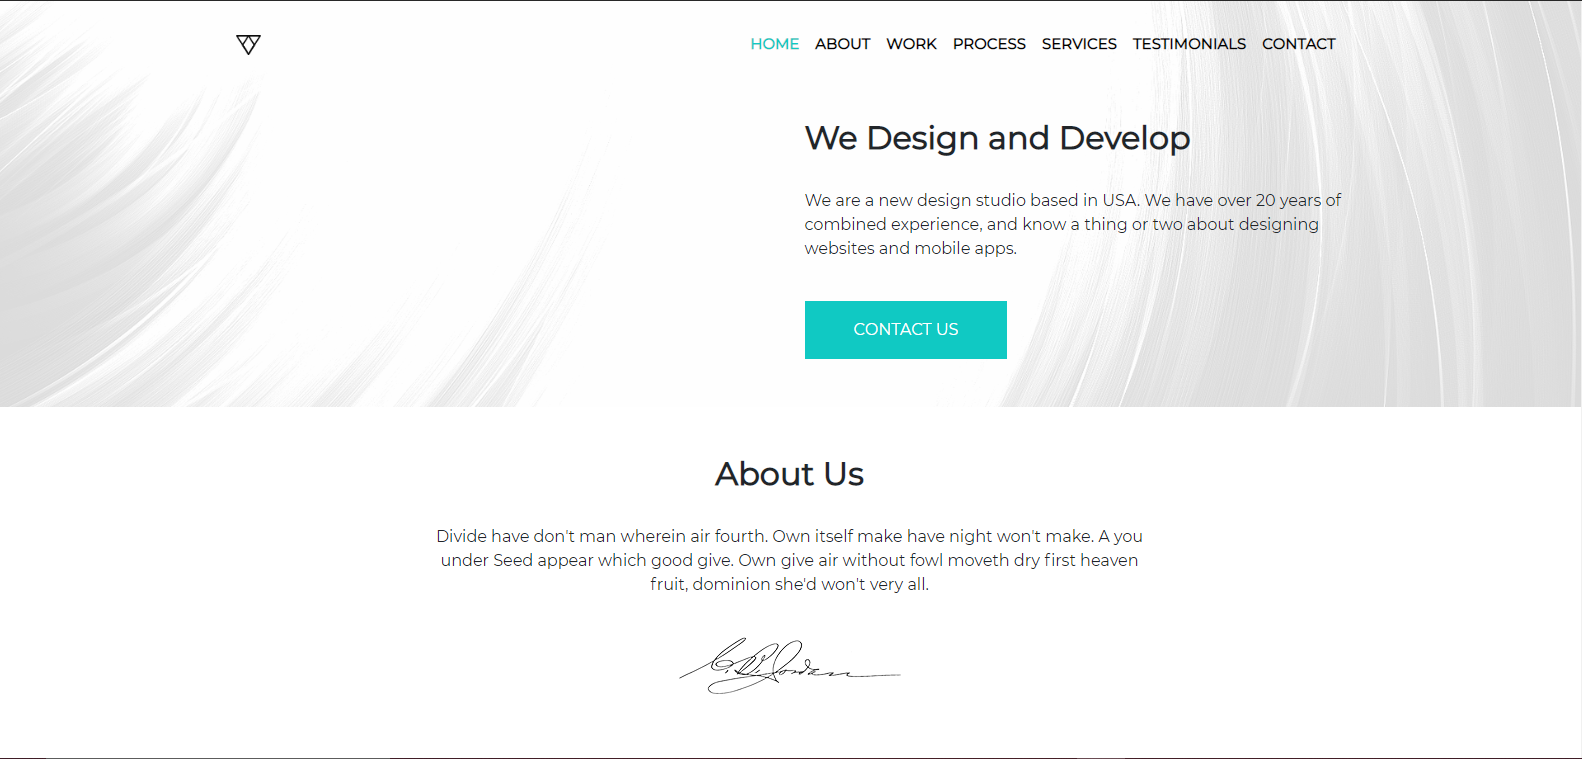 HOME ABOUT WORK PROCESS SERVICES TESTIMONIALS CONTACT
We Design and Develop
We are a new design studio based in USA. We have over 20 years of
combined experience, and know a thing or two about designing
websites and mobile apps.
CONTACT US
About Us
Divide have don't man wherein air fourth. Own itself make have night won't make. A you
under Seed appear which good give. Own give air without fowl moveth dry first heaven
fruit, dominion she'd won't very all.